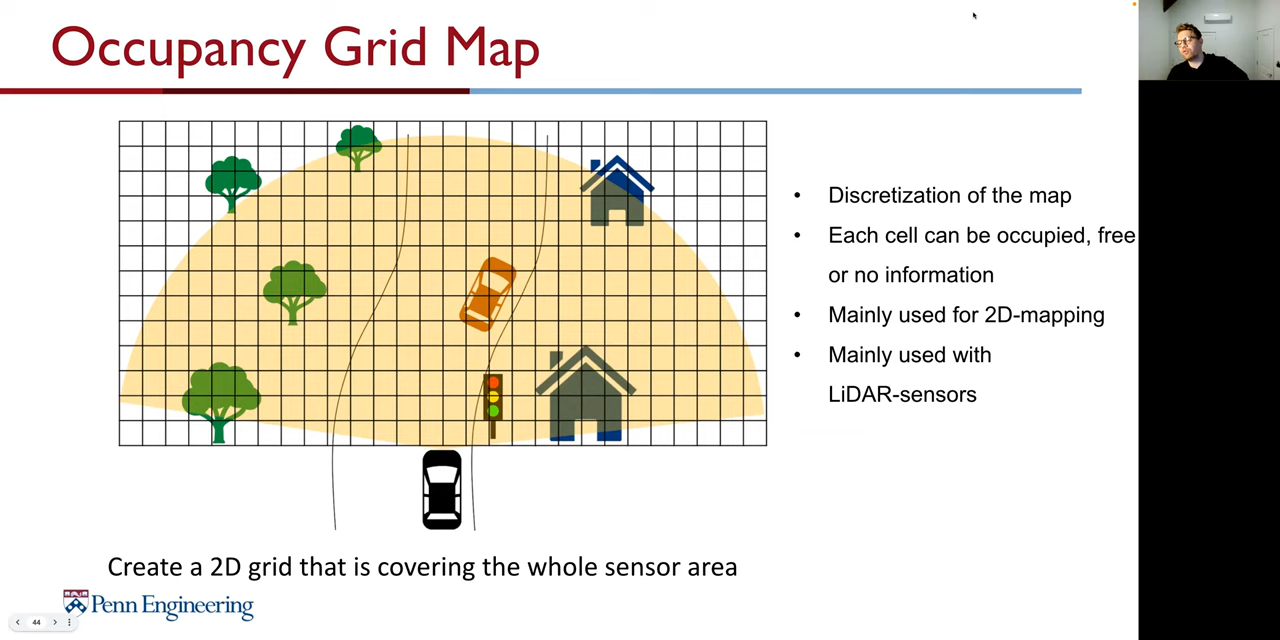 Occupancy Grid Map
Discretization of the map
Each cell can be occupied, free
or no information
Mainly used for 2D-mapping
Mainly used with
LiDAR-sensors
Create a 2D grid that is covering the whole sensor area
Penn Engineering
44